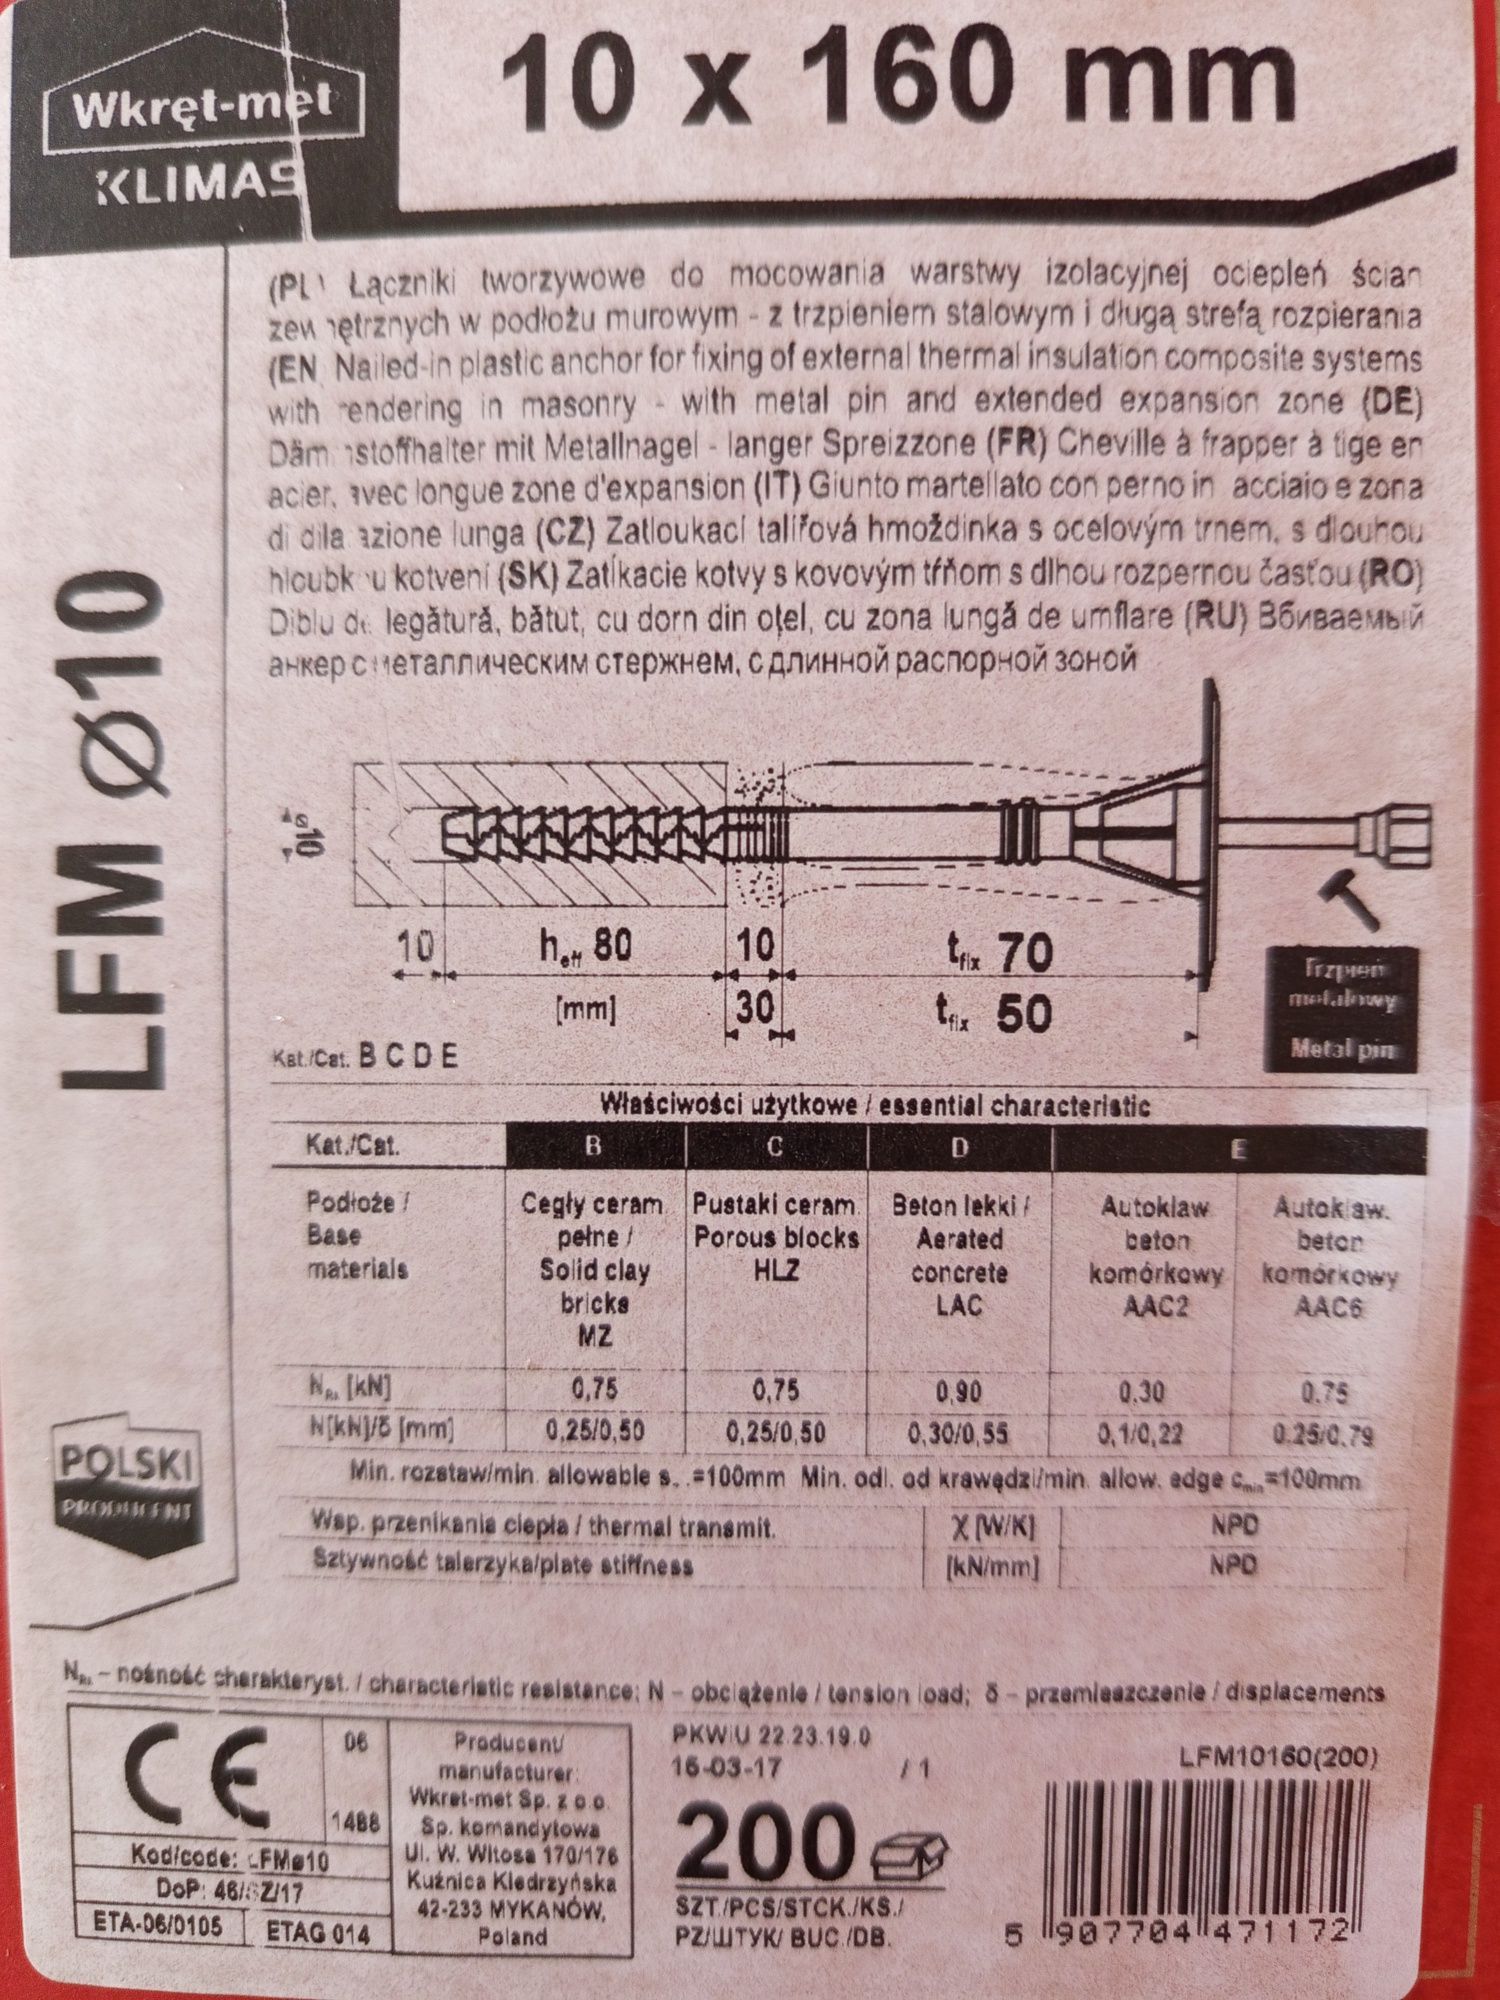 Wkręt-met
KLIMAS
10 x 160 mm
LFM ø10
(PL) Łączniki tworzywowe do mocowania warstwy izolacyjnej ociepleń ścian
zewnętrznych w podłożu murowym - z trzpieniem stalowym i długą strefą rozpierania
(EN) Nailed-in plastic anchor for fixing of external thermal insulation composite systems
with rendering in masonry - with metal pin and extended expansion zone (DE)
Dämmstoffhalter mit Metallnagel - langer Spreizzone (FR) Cheville à frapper à tige en
acier, avec longue zone d'expansion (IT) Giunto martellato con perno in acciaio e zona
di dilatazione lunga (CZ) Zatloukací talířová hmoždinka s ocelovým trnem, s dlouhou
hloubkou kotvení (SK) Zatĺkacie kotvy s kovovým tŕňom s dlhou rozpernou časťou (RO)
Diblu de legătură, bătut, cu dorn din oţel, cu zona lungă de umflare (RU) Вбиваемый
анкер с металлическим стержнем, с длинной распорной зоной
ø10
10 heff 80 10 tfix 70
[mm] 30 tfix 50
Trzpień
metalowy
Metal pin
Kat./Cat. B C D E
Właściwości użytkowe / essential characteristic
Kat./Cat. B C D E
Podłoże /
Base
materials
Cegły ceram.
pełne /
Solid clay
bricks
MZ
Pustaki ceram.
Porous blocks
HLZ
Beton lekki /
Aerated
concrete
LAC
Autoklaw.
beton
komórkowy
AAC2
Autoklaw.
beton
komórkowy
AAC6
NRk [kN] 0,75 0,75 0,90 0,30 0,75
N[kN]/δ [mm] 0,25/0,50 0,25/0,50 0,30/0,55 0,1/0,22 0,25/0,79
Min. rozstaw/min. allowable smin=100mm Min. odl. od krawędzi/min. allow. edge cmin=100mm
Wsp. przenikania ciepła / thermal transmit. χ [W/K] NPD
Sztywność talerzyka/plate stiffness [kN/mm] NPD
POLSKI
PRODUCENT
NRk – nośność charakteryst. / characteristic resistance; N – obciążenie / tension load; δ – przemieszczenie / displacements
CE
06
1488
Kod/code: LFMø10
DoP: 46/CZ/17
ETA-06/0105 ETAG 014
Producent/
manufacturer:
Wkręt-met Sp. z o.o.
Sp. komandytowa
Ul. W. Witosa 170/176
Kuźnica Kiedrzyńska
42-233 MYKANÓW,
Poland
PKWiU 22.23.19.0
16-03-17 / 1
200
SZT./PCS/STCK./KS./
PZ/ШТУК/ BUC./DB.
LFM10160(200)
5 907704 471172